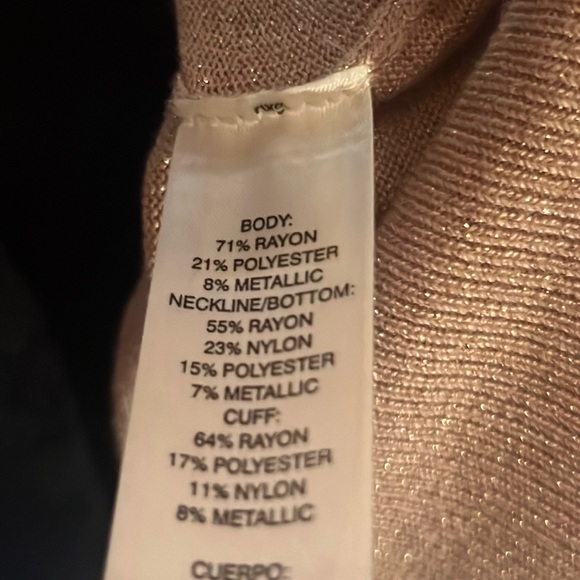 BODY:
71% RAYON
21% POLYESTER
8% METALLIC
NECKLINE/BOTTOM:
55% RAYON
23% NYLON
15% POLYESTER
7% METALLIC
CUFF:
64% RAYON
17% POLYESTER
11% NYLON
8% METALLIC
CUERPO: